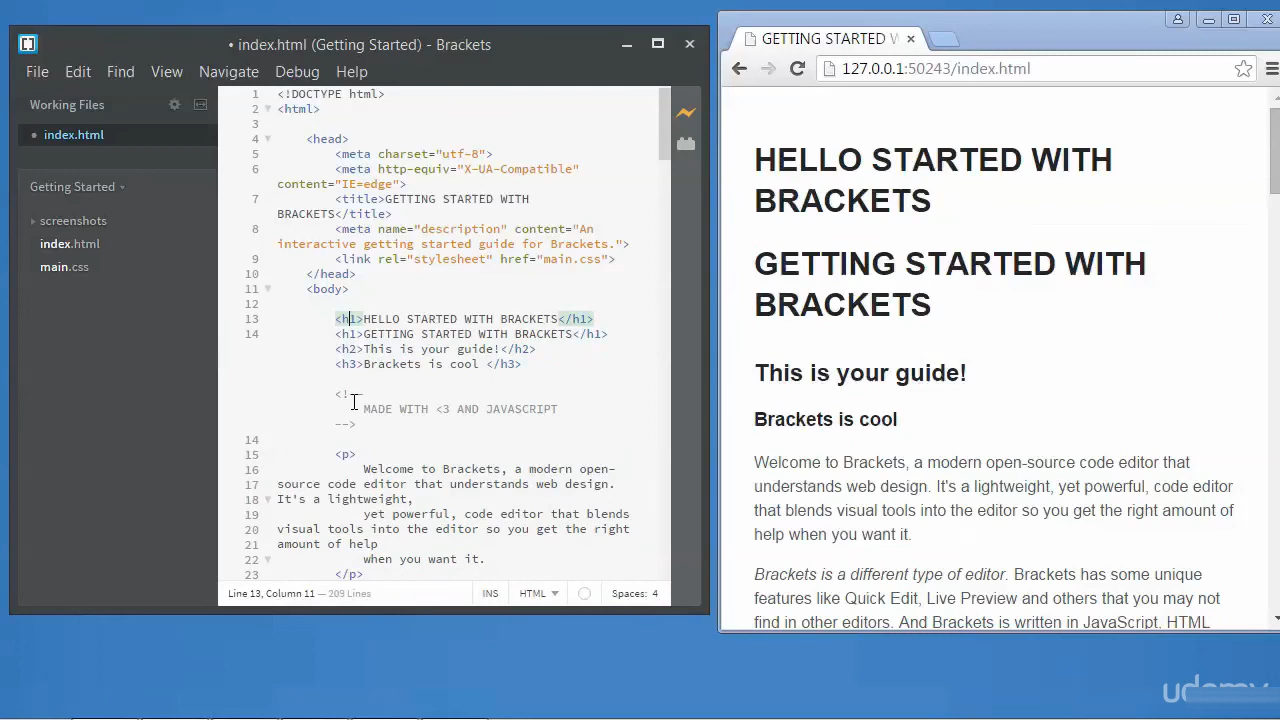 • index.html (Getting Started) - Brackets
File Edit Find View Navigate Debug Help
Working Files
• index.html
Getting Started
screenshots
index.html
main.css
1 <!DOCTYPE html>
2 <html>
3
4 <head>
5 <meta charset="utf-8">
6 <meta http-equiv="X-UA-Compatible"
content="IE=edge">
7 <title>GETTING STARTED WITH
BRACKETS</title>
8 <meta name="description" content="An
interactive getting started guide for Brackets.">
9 <link rel="stylesheet" href="main.css">
10 </head>
11 <body>
12
13 <h1>HELLO STARTED WITH BRACKETS</h1>
14 <h1>GETTING STARTED WITH BRACKETS</h1>
<h2>This is your guide!</h2>
<h3>Brackets is cool </h3>
<!--
MADE WITH <3 AND JAVASCRIPT
-->
14
15 <p>
16 Welcome to Brackets, a modern open-
17 source code editor that understands web design.
18 It's a lightweight,
19 yet powerful, code editor that blends
20 visual tools into the editor so you get the right
21 amount of help
22 when you want it.
23 </p>
Line 13, Column 11 — 209 Lines
INS HTML Spaces: 4
GETTING STARTED W
127.0.0.1:50243/index.html
HELLO STARTED WITH
BRACKETS
GETTING STARTED WITH
BRACKETS
This is your guide!
Brackets is cool
Welcome to Brackets, a modern open-source code editor that
understands web design. It's a lightweight, yet powerful, code editor
that blends visual tools into the editor so you get the right amount of
help when you want it.
Brackets is a different type of editor. Brackets has some unique
features like Quick Edit, Live Preview and others that you may not
find in other editors. And Brackets is written in JavaScript, HTML
udemy